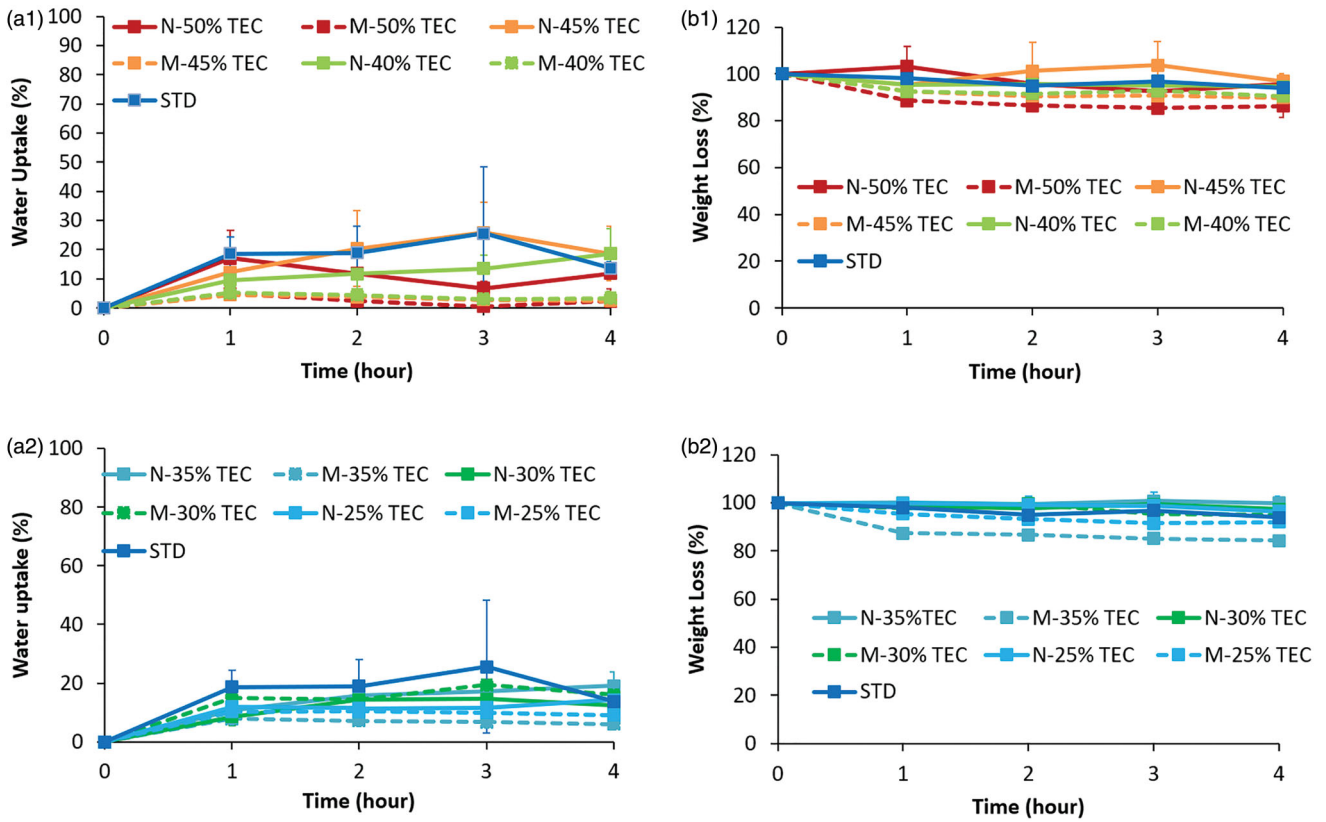 (a1)
Water Uptake (%)
100
90
80
70
60
50
40
30
20
10
0
N-50% TEC M-50% TEC N-45% TEC
M-45% TEC N-40% TEC M-40% TEC
STD
0 1 2 3 4
Time (hour)
(b1)
Weight Loss (%)
120
100
80
60
40
20
0
N-50% TEC M-50% TEC N-45% TEC
M-45% TEC N-40% TEC M-40% TEC
STD
0 1 2 3 4
Time (hour)
(a2)
Water uptake (%)
100
80
60
40
20
0
N-35% TEC M-35% TEC N-30% TEC
M-30% TEC N-25% TEC M-25% TEC
STD
0 1 2 3 4
Time (hour)
(b2)
Weight Loss (%)
120
100
80
60
40
20
0
N-35%TEC M-35% TEC N-30% TEC
M-30% TEC N-25% TEC M-25% TEC
STD
0 1 2 3 4
Time (hour)